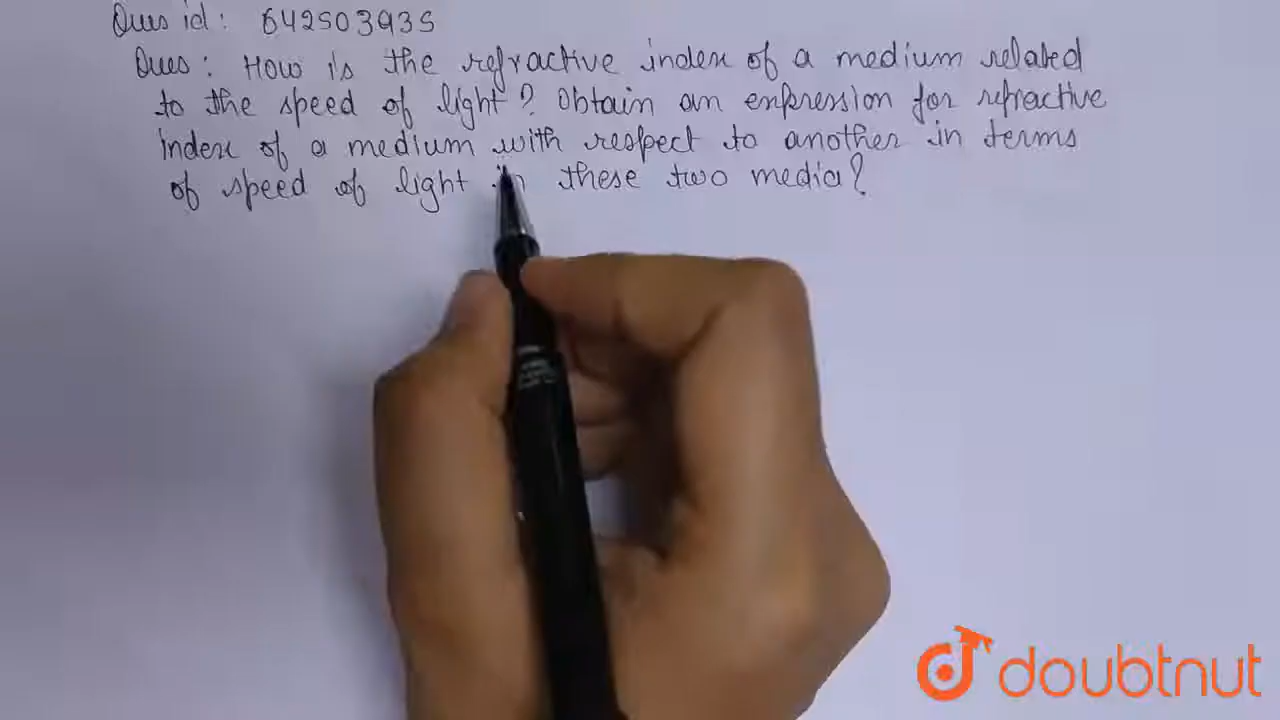 Ques id: 642503935
Ques: How is the refractive index of a medium related
to the speed of light? Obtain an expression for refractive
index of a medium with respect to another in terms
of speed of light in these two media?
doubtnut